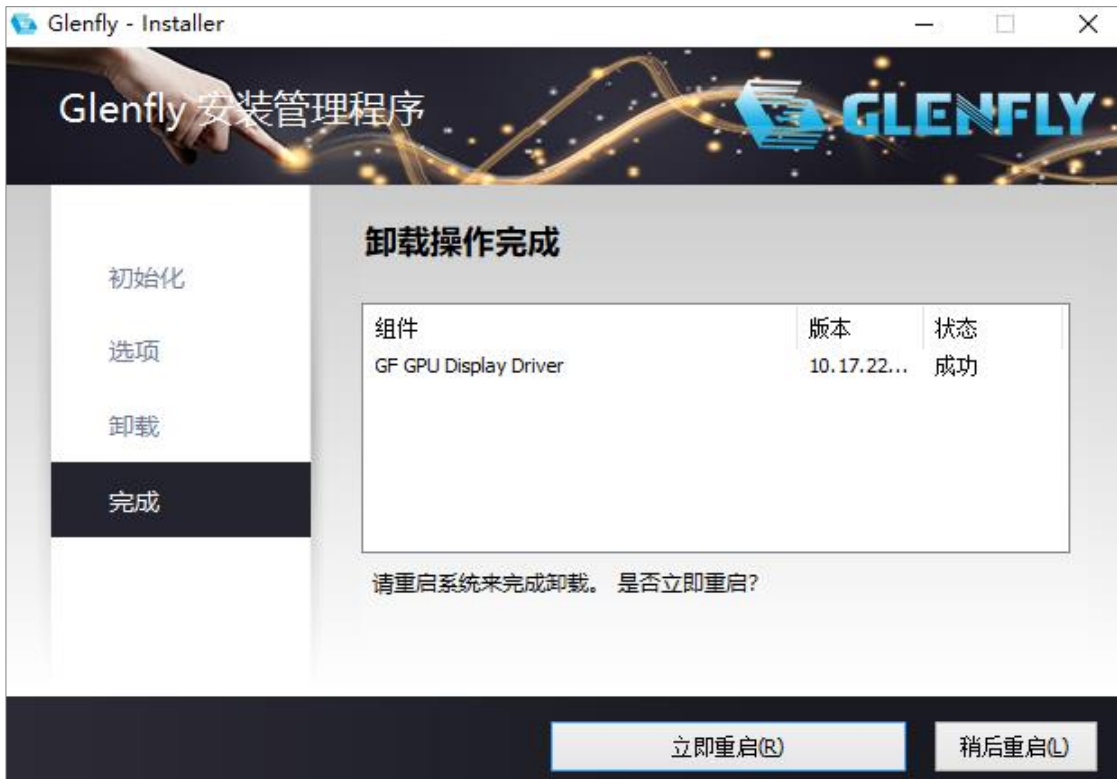 Glenfly - Installer
Glenfly 安装管理程序
GLENFLY
初始化
选项
卸载
完成
卸载操作完成
组件 版本 状态
GF GPU Display Driver 10.17.22... 成功
请重启系统来完成卸载。 是否立即重启?
立即重启(R) 稍后重启(L)